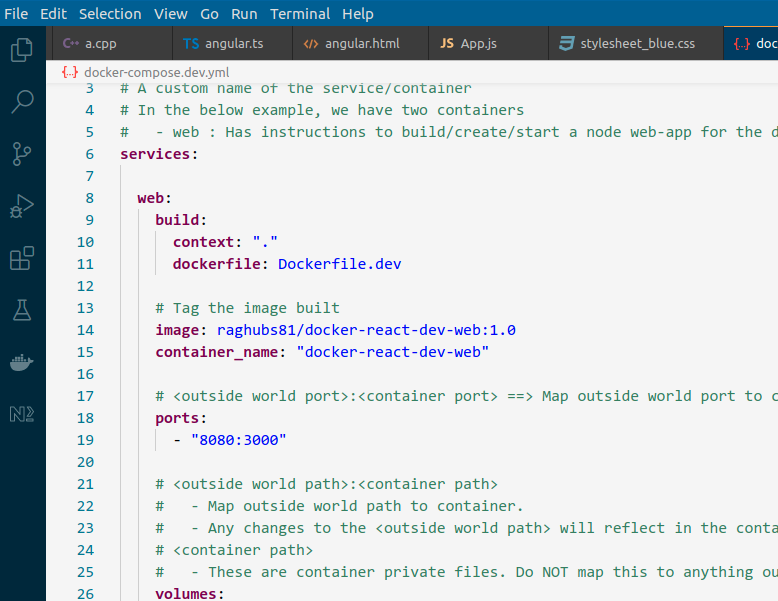 File Edit Selection View Go Run Terminal Help
C++ a.cpp TS angular.ts <> angular.html JS App.js stylesheet_blue.css {..} doc
{..} docker-compose.dev.yml
3 # A custom name of the service/container
4 # In the below example, we have two containers
5 #   - web : Has instructions to build/create/start a node web-app for the d
6 services:
7
8   web:
9     build:
10       context: "."
11       dockerfile: Dockerfile.dev
12
13     # Tag the image built
14     image: raghubs81/docker-react-dev-web:1.0
15     container_name: "docker-react-dev-web"
16
17     # <outside world port>:<container port> ==> Map outside world port to c
18     ports:
19       - "8080:3000"
20
21     # <outside world path>:<container path>
22     #   - Map outside world path to container.
23     #   - Any changes to the <outside world path> will reflect in the conta
24     # <container path>
25     #   - These are container private files. Do NOT map this to anything ou
26     volumes: